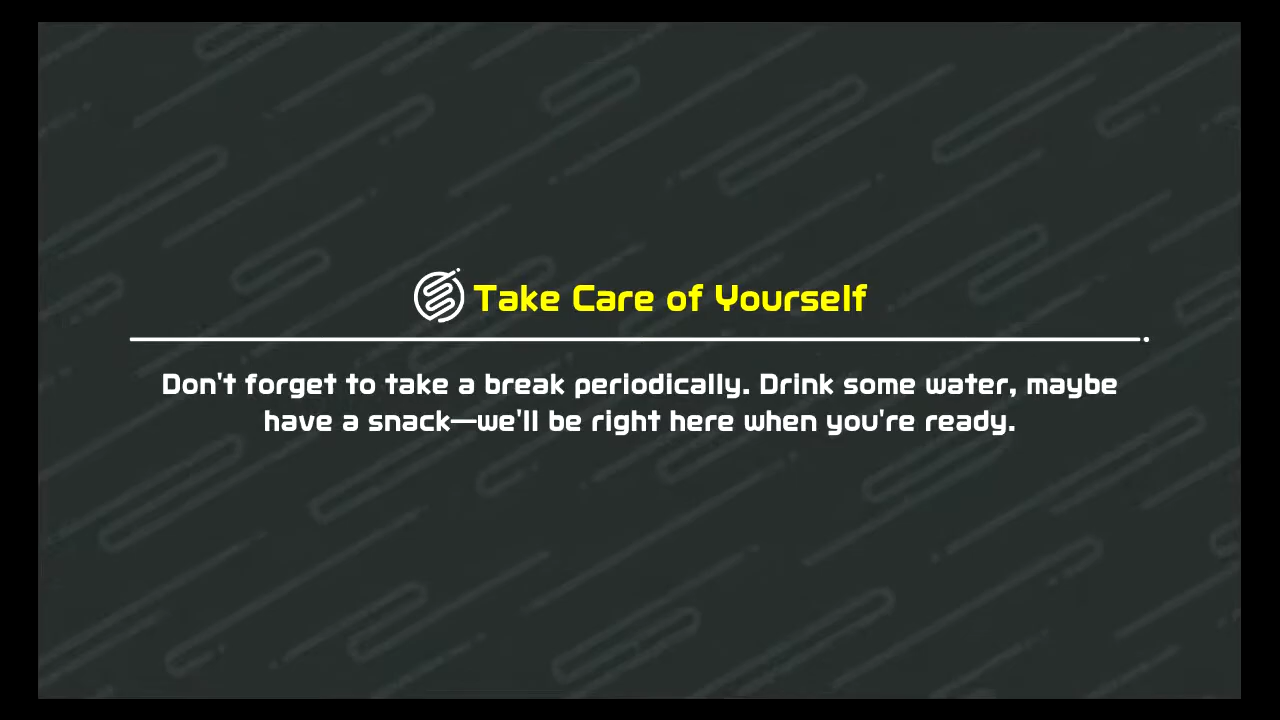 Take Care of Yourself
Don't forget to take a break periodically. Drink some water, maybe
have a snack—we'll be right here when you're ready.